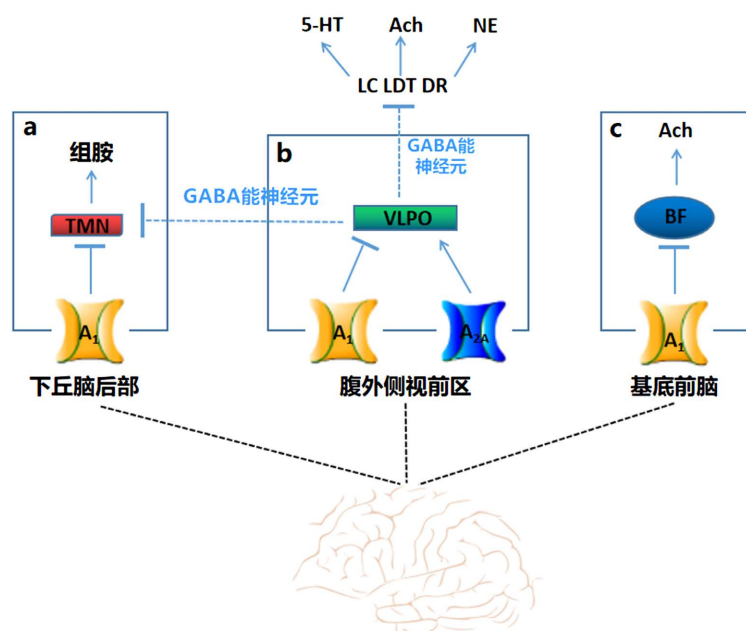 5-HT
Ach
NE
LC LDT DR
a
组胺
TMN
A1
下丘脑后部
GABA能神经元
b
GABA能
神经元
VLPO
A1
A2A
腹外侧视前区
c
Ach
BF
A1
基底前脑